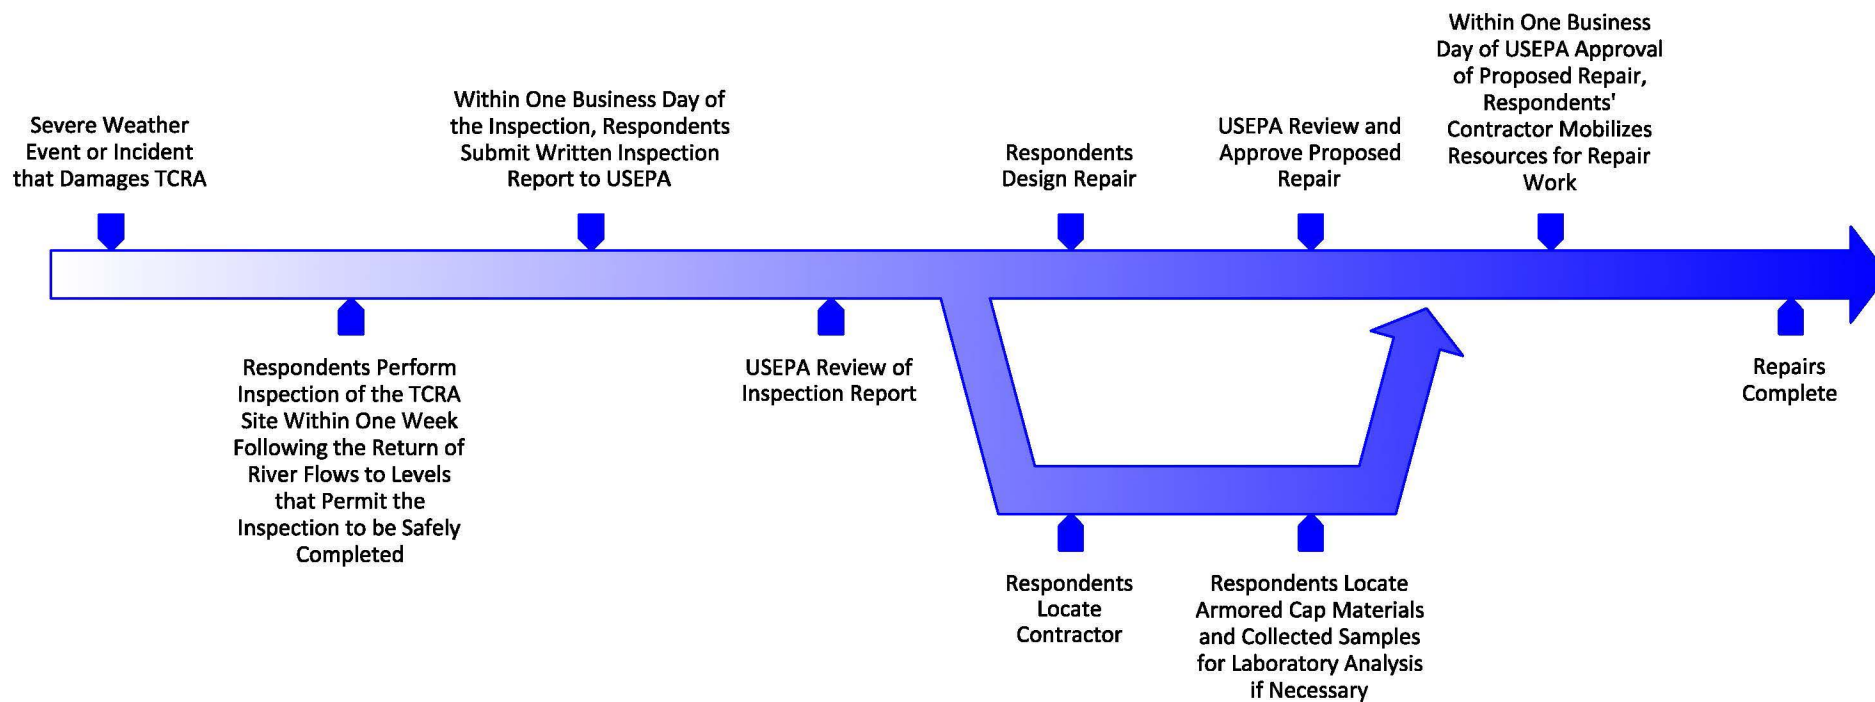 Severe Weather
Event or Incident
that Damages TCRA
Respondents Perform
Inspection of the TCRA
Site Within One Week
Following the Return of
River Flows to Levels
that Permit the
Inspection to be Safely
Completed
Within One Business Day of
the Inspection, Respondents
Submit Written Inspection
Report to USEPA
USEPA Review of
Inspection Report
Respondents
Design Repair
Respondents
Locate
Contractor
USEPA Review and
Approve Proposed
Repair
Respondents Locate
Armored Cap Materials
and Collected Samples
for Laboratory Analysis
if Necessary
Within One Business
Day of USEPA Approval
of Proposed Repair,
Respondents'
Contractor Mobilizes
Resources for Repair
Work
Repairs
Complete